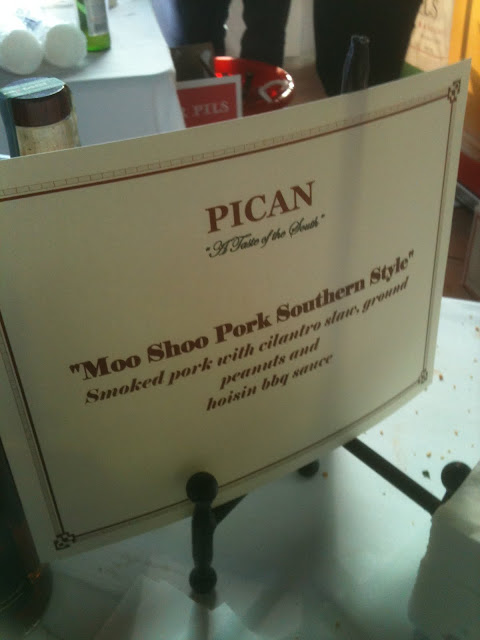 R PILS
PICAN
"A Taste of the South"
"Moo Shoo Pork Southern Style"
Smoked pork with cilantro slaw, ground
peanuts and
hoisin bbq sauce